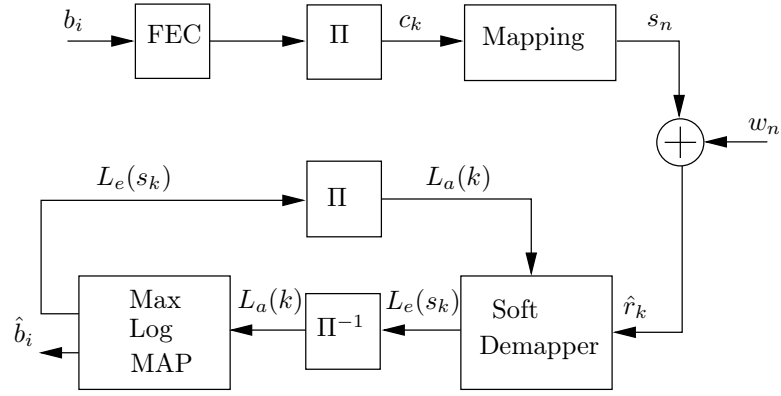 b_i
FEC
Π
c_k
Mapping
s_n
w_n
L_e(s_k)
Π
L_a(k)
Max
Log
MAP
L_a(k)
Π^{-1}
L_e(s_k)
Soft
Demapper
r̂_k
b̂_i